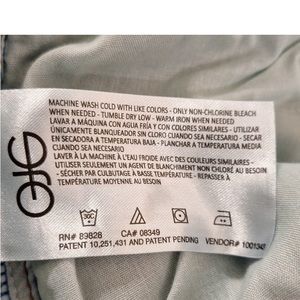 MACHINE WASH COLD WITH LIKE COLORS - ONLY NON-CHLORINE BLEACH
WHEN NEEDED - TUMBLE DRY LOW - WARM IRON WHEN NEEDED
LAVAR A MÁQUINA CON AGUA FRÍA Y CON COLORES SIMILARES - UTILIZAR
ÚNICAMENTE BLANQUEADOR SIN CLORO CUANDO SEA NECESARIO - SECAR
EN SECADORA A TEMPERATURA BAJA - PLANCHAR A TEMPERATURA MEDIA
CUANDO SEA NECESARIO
LAVER À LA MACHINE À L'EAU FROIDE AVEC DES COULEURS SIMILAIRES -
UTILISER SEULEMENT UN AGENT BLANCHISSEUR NON CHLORÉ AU BESOIN
- SÉCHER PAR CULBUTAGE À BASSE TEMPÉRATURE - REPASSER À
TEMPÉRATURE MOYENNE AU BESOIN
30C
RN# 89828 CA# 08349
PATENT 10,251,431 AND PATENT PENDING VENDOR# 1001343